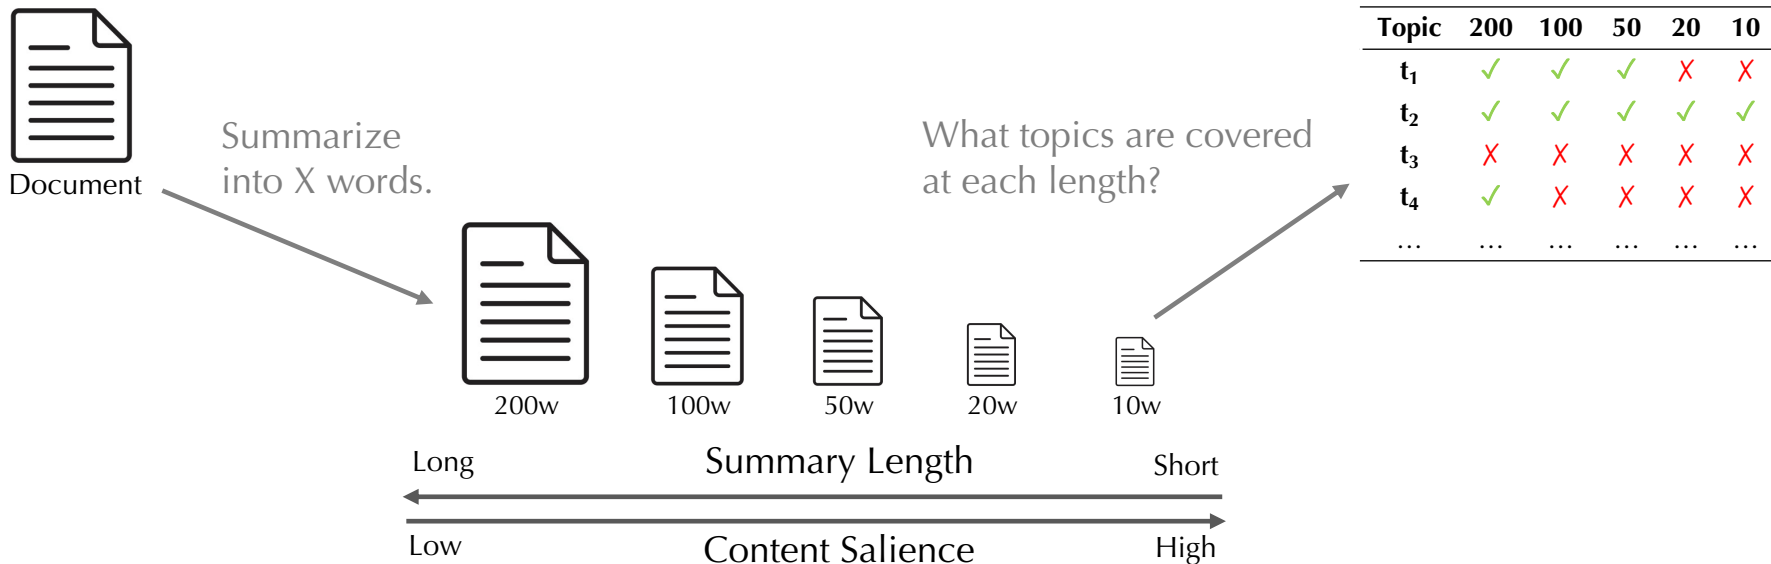 Document
Summarize
into X words.
200w 100w 50w 20w 10w
Long Summary Length Short
Low Content Salience High
What topics are covered
at each length?
Topic 200 100 50 20 10
t₁ ✓ ✓ ✓ ✗ ✗
t₂ ✓ ✓ ✓ ✓ ✓
t₃ ✗ ✗ ✗ ✗ ✗
t₄ ✓ ✗ ✗ ✗ ✗
... ... ... ... ... ...